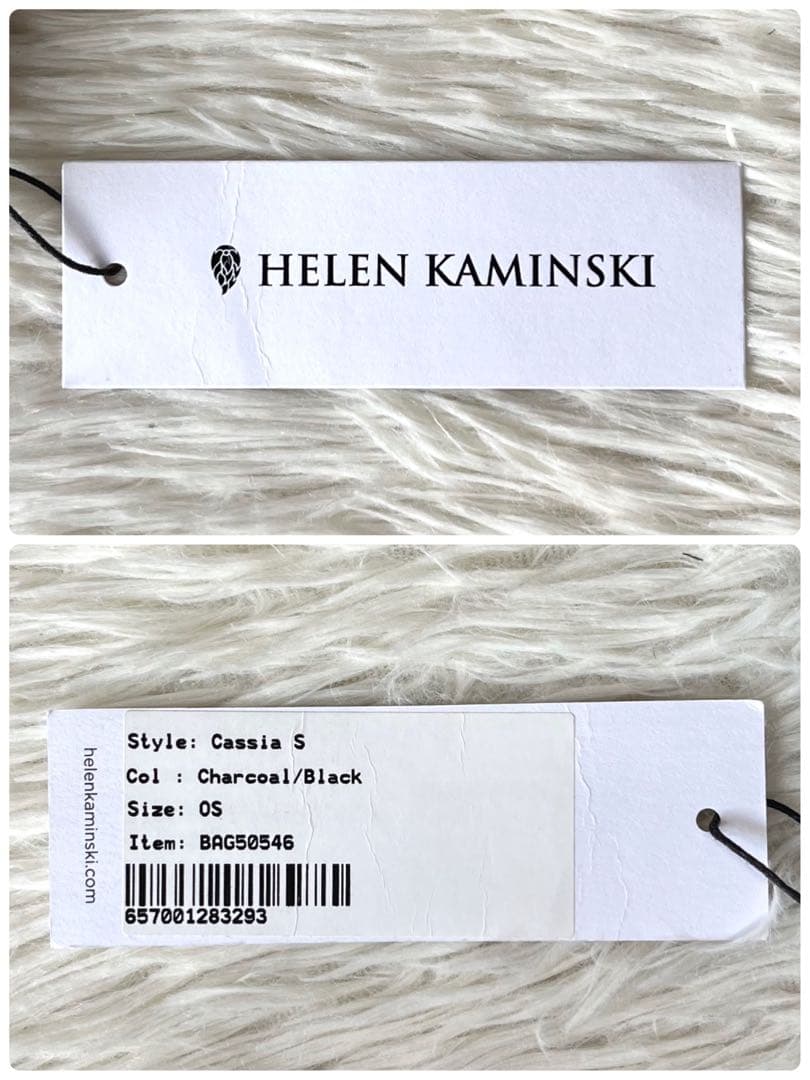 HELEN KAMINSKI
helenkaminski.com
Style: Cassia S
Col : Charcoal/Black
Size: OS
Item: BAG50546
657001283293